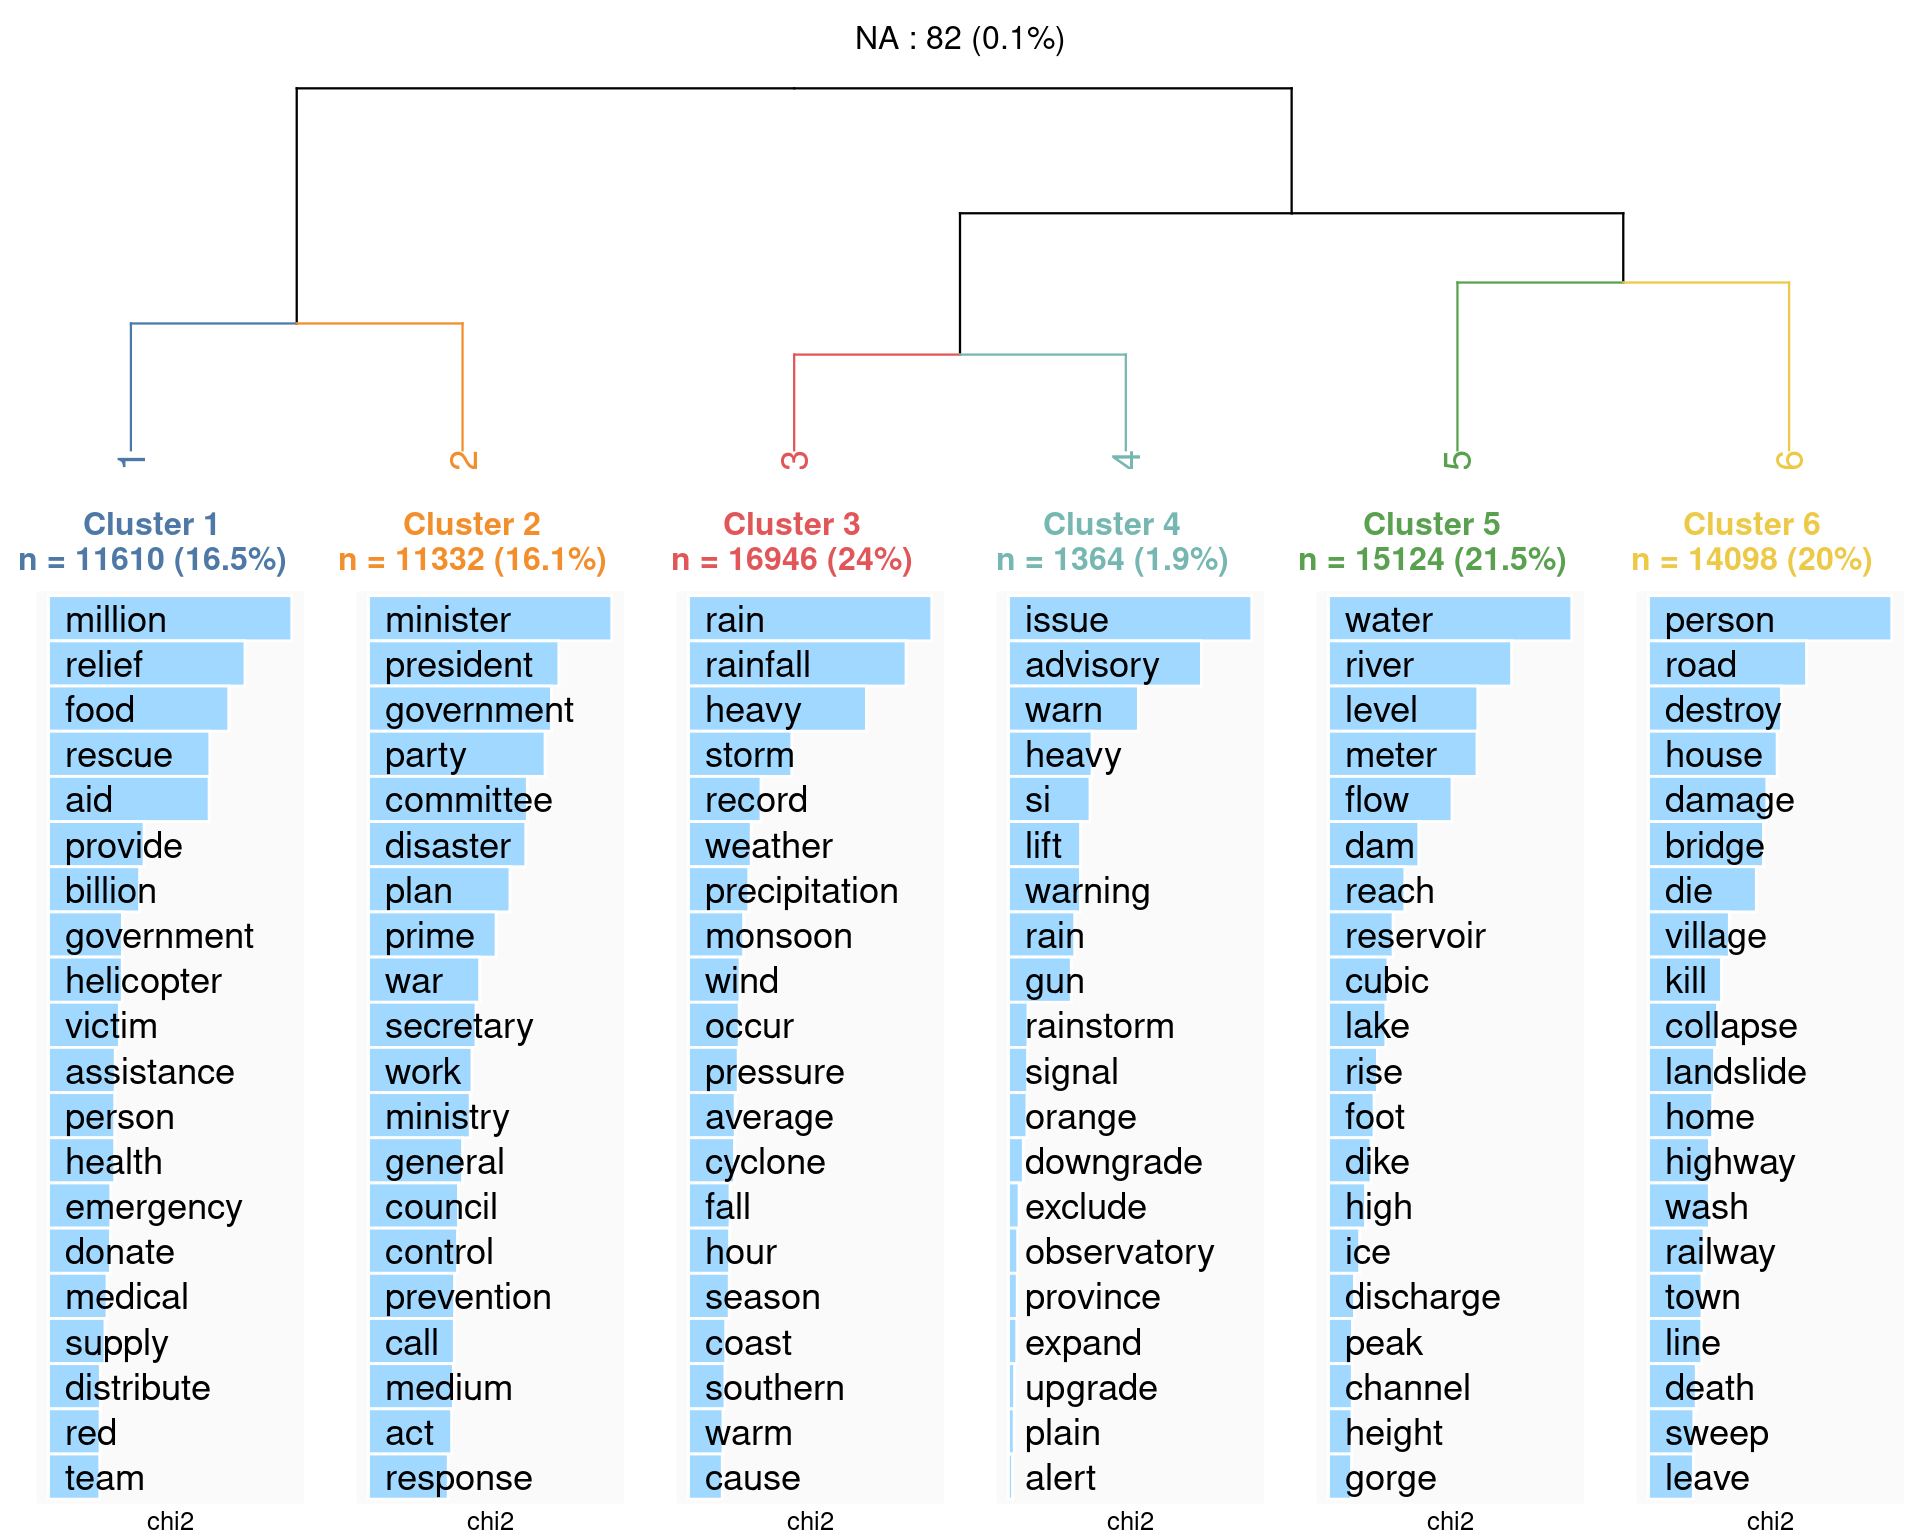 NA : 82 (0.1%)
1
2
3
4
5
6
Cluster 1
n = 11610 (16.5%)
million
relief
food
rescue
aid
provide
billion
government
helicopter
victim
assistance
person
health
emergency
donate
medical
supply
distribute
red
team
chi2
Cluster 2
n = 11332 (16.1%)
minister
president
government
party
committee
disaster
plan
prime
war
secretary
work
ministry
general
council
control
prevention
call
medium
act
response
chi2
Cluster 3
n = 16946 (24%)
rain
rainfall
heavy
storm
record
weather
precipitation
monsoon
wind
occur
pressure
average
cyclone
fall
hour
season
coast
southern
warm
cause
chi2
Cluster 4
n = 1364 (1.9%)
issue
advisory
warn
heavy
si
lift
warning
rain
gun
rainstorm
signal
orange
downgrade
exclude
observatory
province
expand
upgrade
plain
alert
chi2
Cluster 5
n = 15124 (21.5%)
water
river
level
meter
flow
dam
reach
reservoir
cubic
lake
rise
foot
dike
high
ice
discharge
peak
channel
height
gorge
chi2
Cluster 6
n = 14098 (20%)
person
road
destroy
house
damage
bridge
die
village
kill
collapse
landslide
home
highway
wash
railway
town
line
death
sweep
leave
chi2